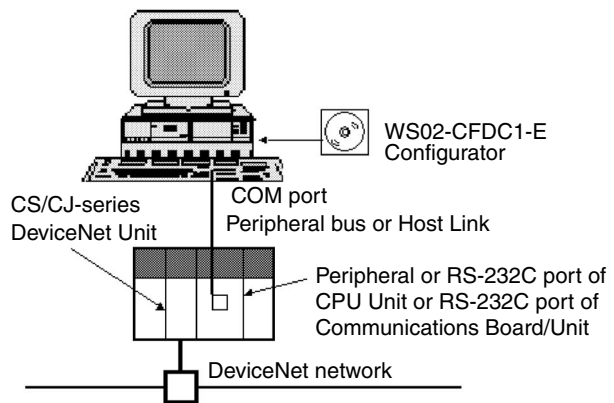 WS02-CFDC1-E
Configurator
COM port
Peripheral bus or Host Link
CS/CJ-series
DeviceNet Unit
Peripheral or RS-232C port of
CPU Unit or RS-232C port of
Communications Board/Unit
DeviceNet network